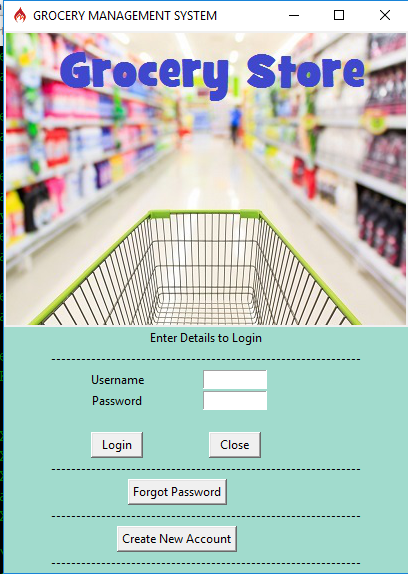 GROCERY MANAGEMENT SYSTEM
Grocery Store
Enter Details to Login
--------------------------------------------------------------
Username
Password
Login Close
--------------------------------------------------------------
Forgot Password
--------------------------------------------------------------
Create New Account
--------------------------------------------------------------